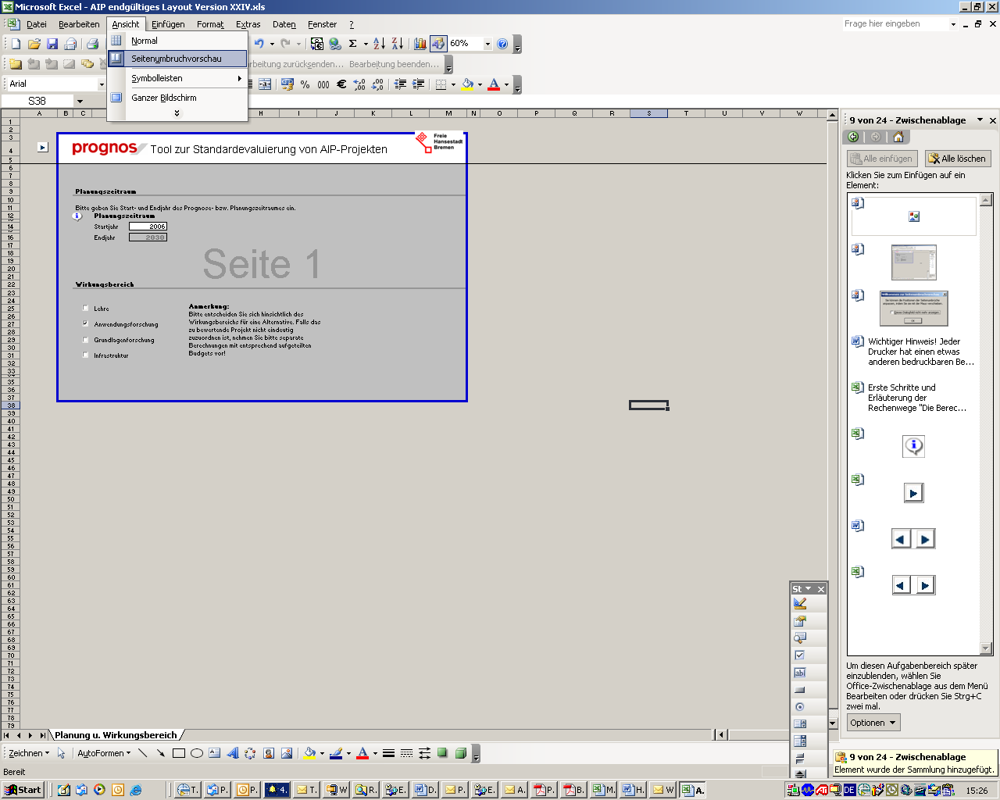 Microsoft Excel - AIP endgültiges Layout Version XXIV.xls
Datei Bearbeiten Ansicht Einfügen Format Extras Daten Fenster ? Frage hier eingeben
Normal
Seitenumbruchvorschau
Symbolleisten
Ganzer Bildschirm
60%
rbeitung zurücksenden... Bearbeitung beenden...
Arial
% 000 €
S38
A B C H I J K L M N O P Q R S T U V W
1
2
3
4
5
6
7
8
9
10
11
12
13
14
15
16
17
18
19
20
21
22
23
24
25
26
27
28
29
30
31
32
33
34
35
36
37
38
39
40
41
42
43
44
45
46
47
48
49
50
51
52
53
54
55
56
57
58
59
60
61
62
63
64
65
66
67
68
69
70
71
72
73
74
75
76
77
78
79
prognos Tool zur Standardevaluierung von AIP-Projekten
Freie
Hansestadt
Bremen
Planungszeitraum
Bitte geben Sie Start- und Endjahr des Prognose- bzw. Planungszeitraumes ein.
Planungszeitraum
Startjahr 2006
Endjahr 2030
Seite 1
Wirkungsbereich
Lehre
Anwendungsforschung
Grundlagenforschung
Infrastruktur
Anmerkung:
Bitte entscheiden Sie sich hinsichtlich des
Wirkungsbereichs für eine Alternative. Falls das
zu bewertende Projekt nicht eindeutig
zuzuordnen ist, nehmen Sie bitte separate
Berechnungen mit entsprechend aufgeteilten
Budgets vor!
St
9 von 24 - Zwischenablage
Alle einfügen Alle löschen
Klicken Sie zum Einfügen auf ein
Element:
Wichtiger Hinweis! Jeder
Drucker hat einen etwas
anderen bedruckbaren Be...
Erste Schritte und
Erläuterung der
Rechenwege "Die Berec...
Um diesen Aufgabenbereich später
einzublenden, wählen Sie
Office-Zwischenablage aus dem Menü
Bearbeiten oder drücken Sie Strg+C
zwei mal.
Optionen
Planung u. Wirkungsbereich
Zeichnen AutoFormen
Bereit
9 von 24 - Zwischenablage
Element wurde der Sammlung hinzugefügt.
Start T. P. P. 4. T. W R. E. D. P. E. A. P. B. M. H. W A. DE 15:26